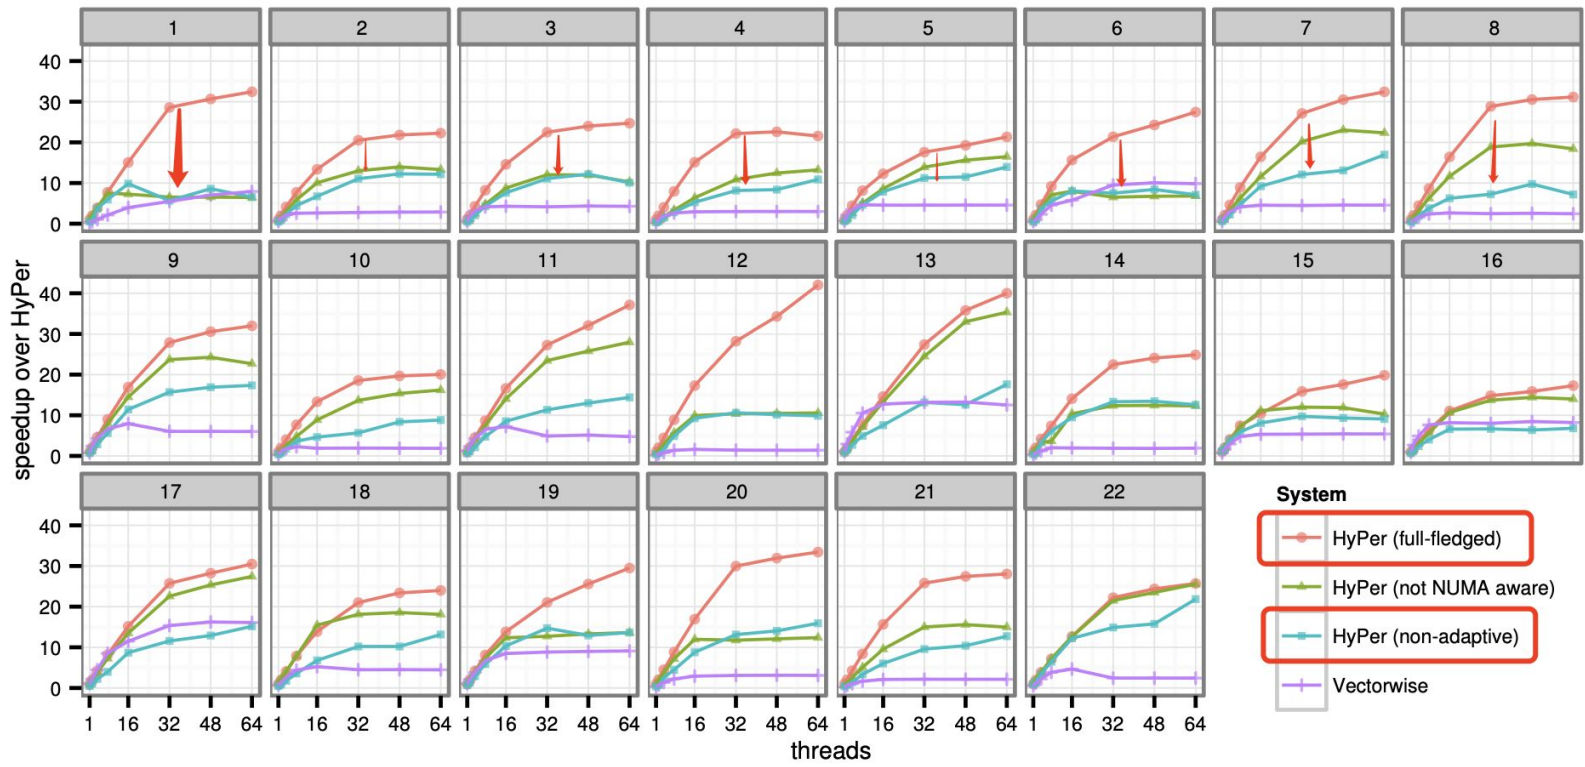 1 2 3 4 5 6 7 8
40
30
20
10
0
9 10 11 12 13 14 15 16
40
30
20
10
0
17 18 19 20 21 22
40
30
20
10
0
speedup over HyPer
System
HyPer (full-fledged)
HyPer (not NUMA aware)
HyPer (non-adaptive)
Vectorwise
1 16 32 48 64 1 16 32 48 64 1 16 32 48 64 1 16 32 48 64 1 16 32 48 64 1 16 32 48 64
threads